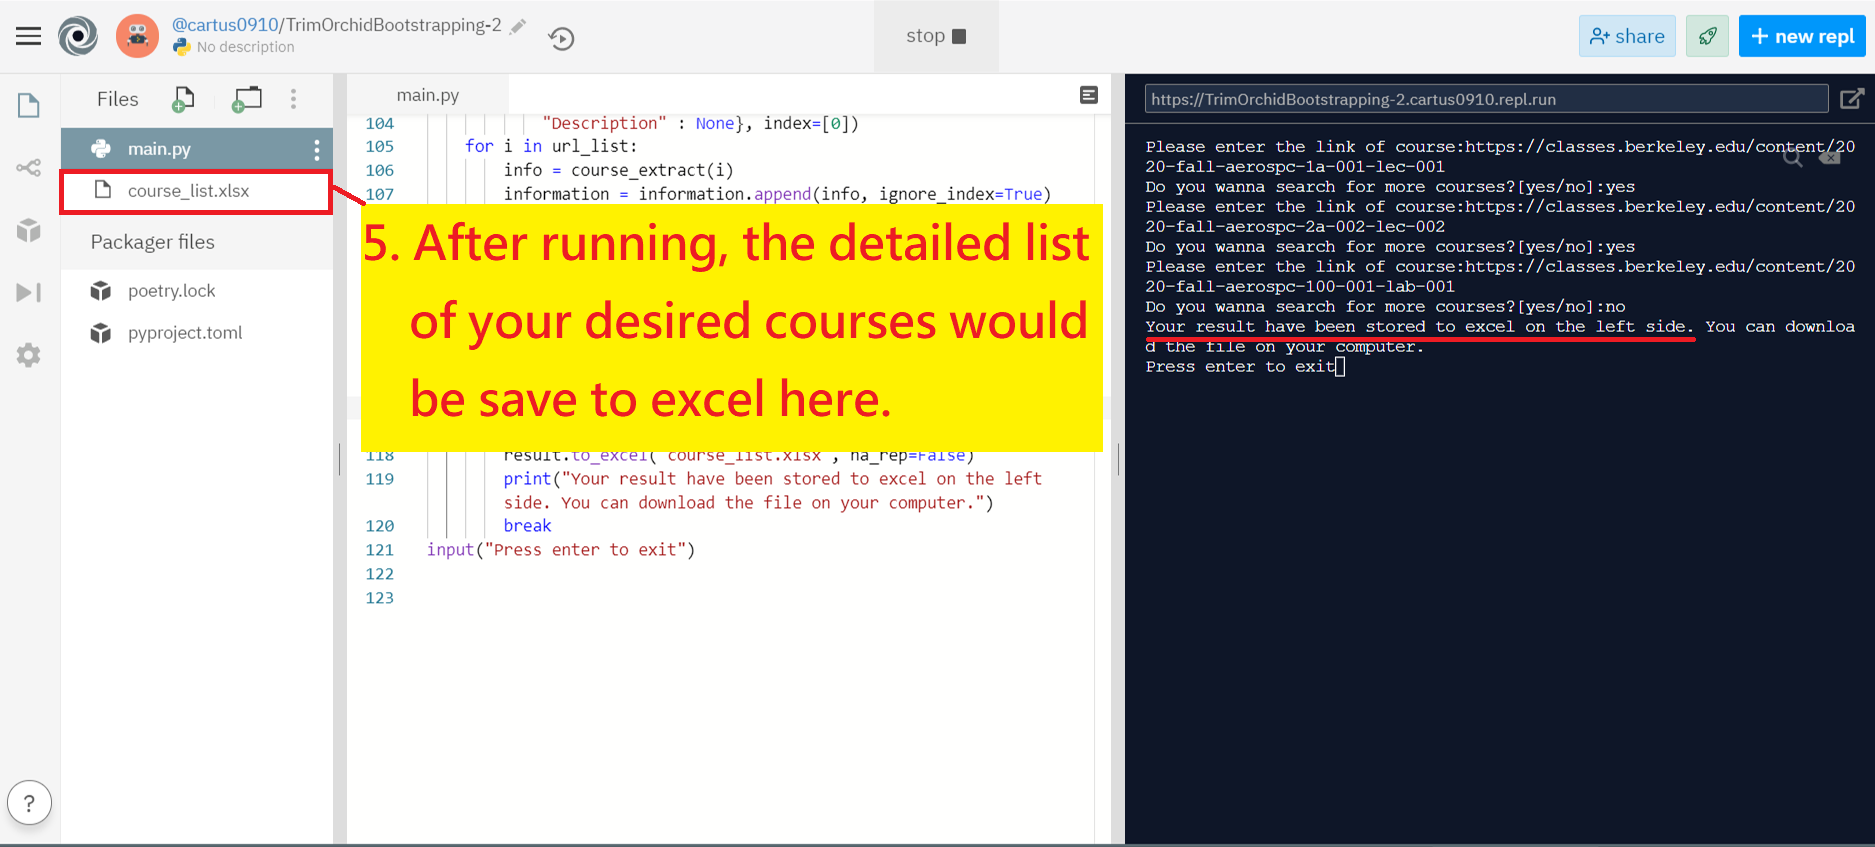 @cartus0910/TrimOrchidBootstrapping-2
No description
stop
share
+ new repl
Files
main.py
course_list.xlsx
Packager files
poetry.lock
pyproject.toml
?
main.py
104 "Description" : None}, index=[0])
105 for i in url_list:
106 info = course_extract(i)
107 information = information.append(info, ignore_index=True)
5. After running, the detailed list
of your desired courses would
be save to excel here.
118 result.to_excel( course_list.xlsx , na_rep=False)
119 print("Your result have been stored to excel on the left
side. You can download the file on your computer.")
120 break
121 input("Press enter to exit")
122
123
https://TrimOrchidBootstrapping-2.cartus0910.repl.run
Please enter the link of course:https://classes.berkeley.edu/content/20
20-fall-aerospc-1a-001-lec-001
Do you wanna search for more courses?[yes/no]:yes
Please enter the link of course:https://classes.berkeley.edu/content/20
20-fall-aerospc-2a-002-lec-002
Do you wanna search for more courses?[yes/no]:yes
Please enter the link of course:https://classes.berkeley.edu/content/20
20-fall-aerospc-100-001-lab-001
Do you wanna search for more courses?[yes/no]:no
Your result have been stored to excel on the left side. You can downloa
d the file on your computer.
Press enter to exit